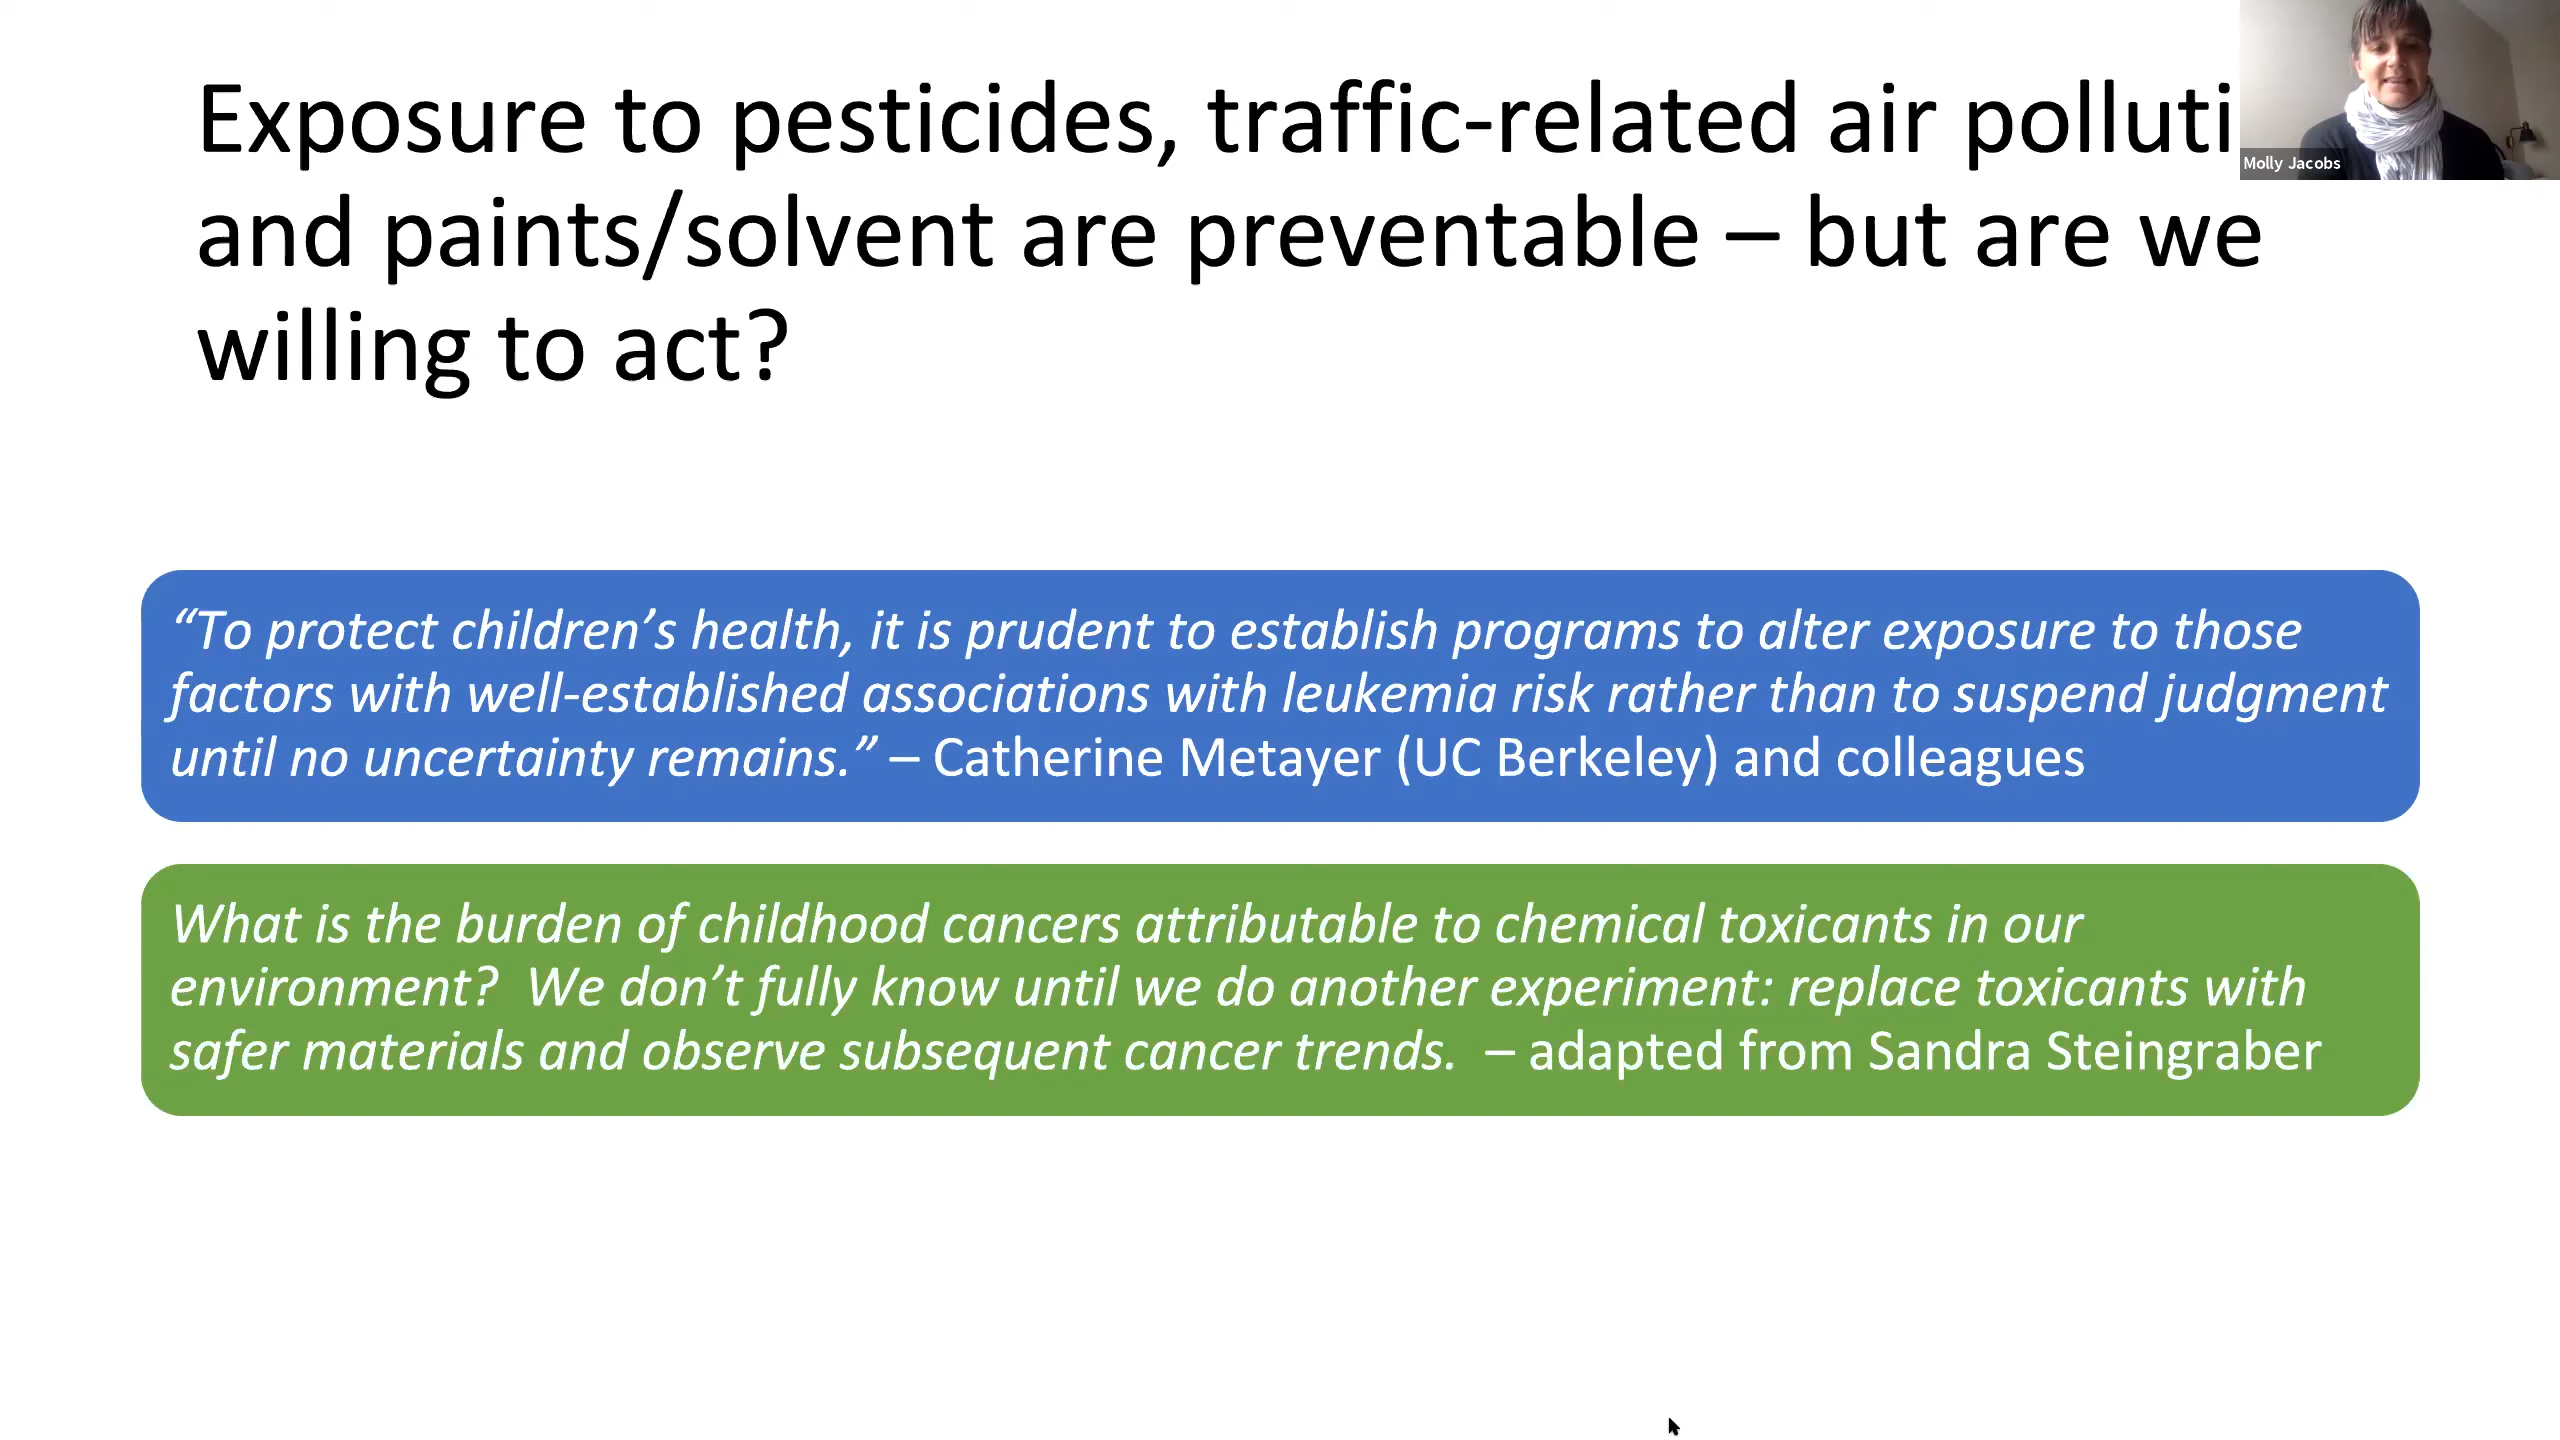 Exposure to pesticides, traffic-related air polluti
Molly Jacobs
and paints/solvent are preventable – but are we
willing to act?
“To protect children’s health, it is prudent to establish programs to alter exposure to those
factors with well-established associations with leukemia risk rather than to suspend judgment
until no uncertainty remains.” – Catherine Metayer (UC Berkeley) and colleagues
What is the burden of childhood cancers attributable to chemical toxicants in our
environment?  We don’t fully know until we do another experiment: replace toxicants with
safer materials and observe subsequent cancer trends.  – adapted from Sandra Steingraber